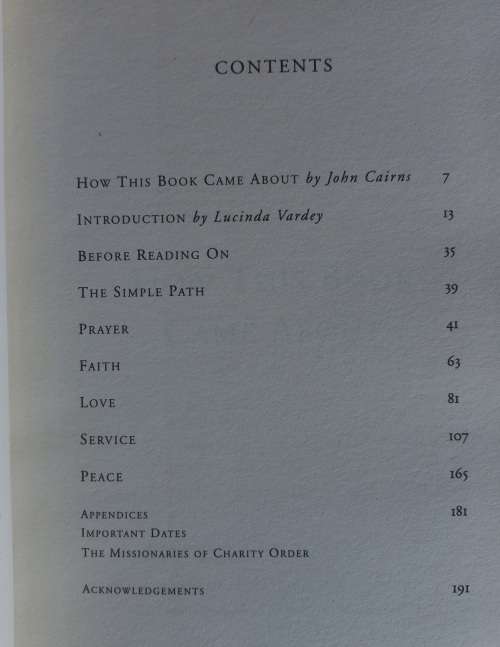 CONTENTS
HOW THIS BOOK CAME ABOUT by John Cairns 7
INTRODUCTION by Lucinda Vardey 13
BEFORE READING ON 35
THE SIMPLE PATH 39
PRAYER 41
FAITH 63
LOVE 81
SERVICE 107
PEACE 165
APPENDICES 181
IMPORTANT DATES
THE MISSIONARIES OF CHARITY ORDER
ACKNOWLEDGEMENTS 191